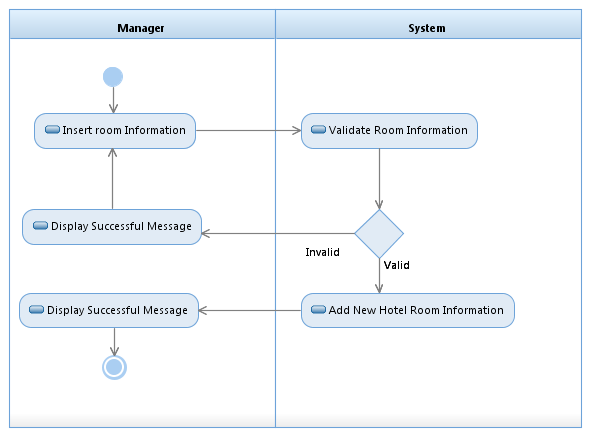 Manager
System
Insert room Information
Validate Room Information
Display Successful Message
Invalid
Valid
Display Successful Message
Add New Hotel Room Information